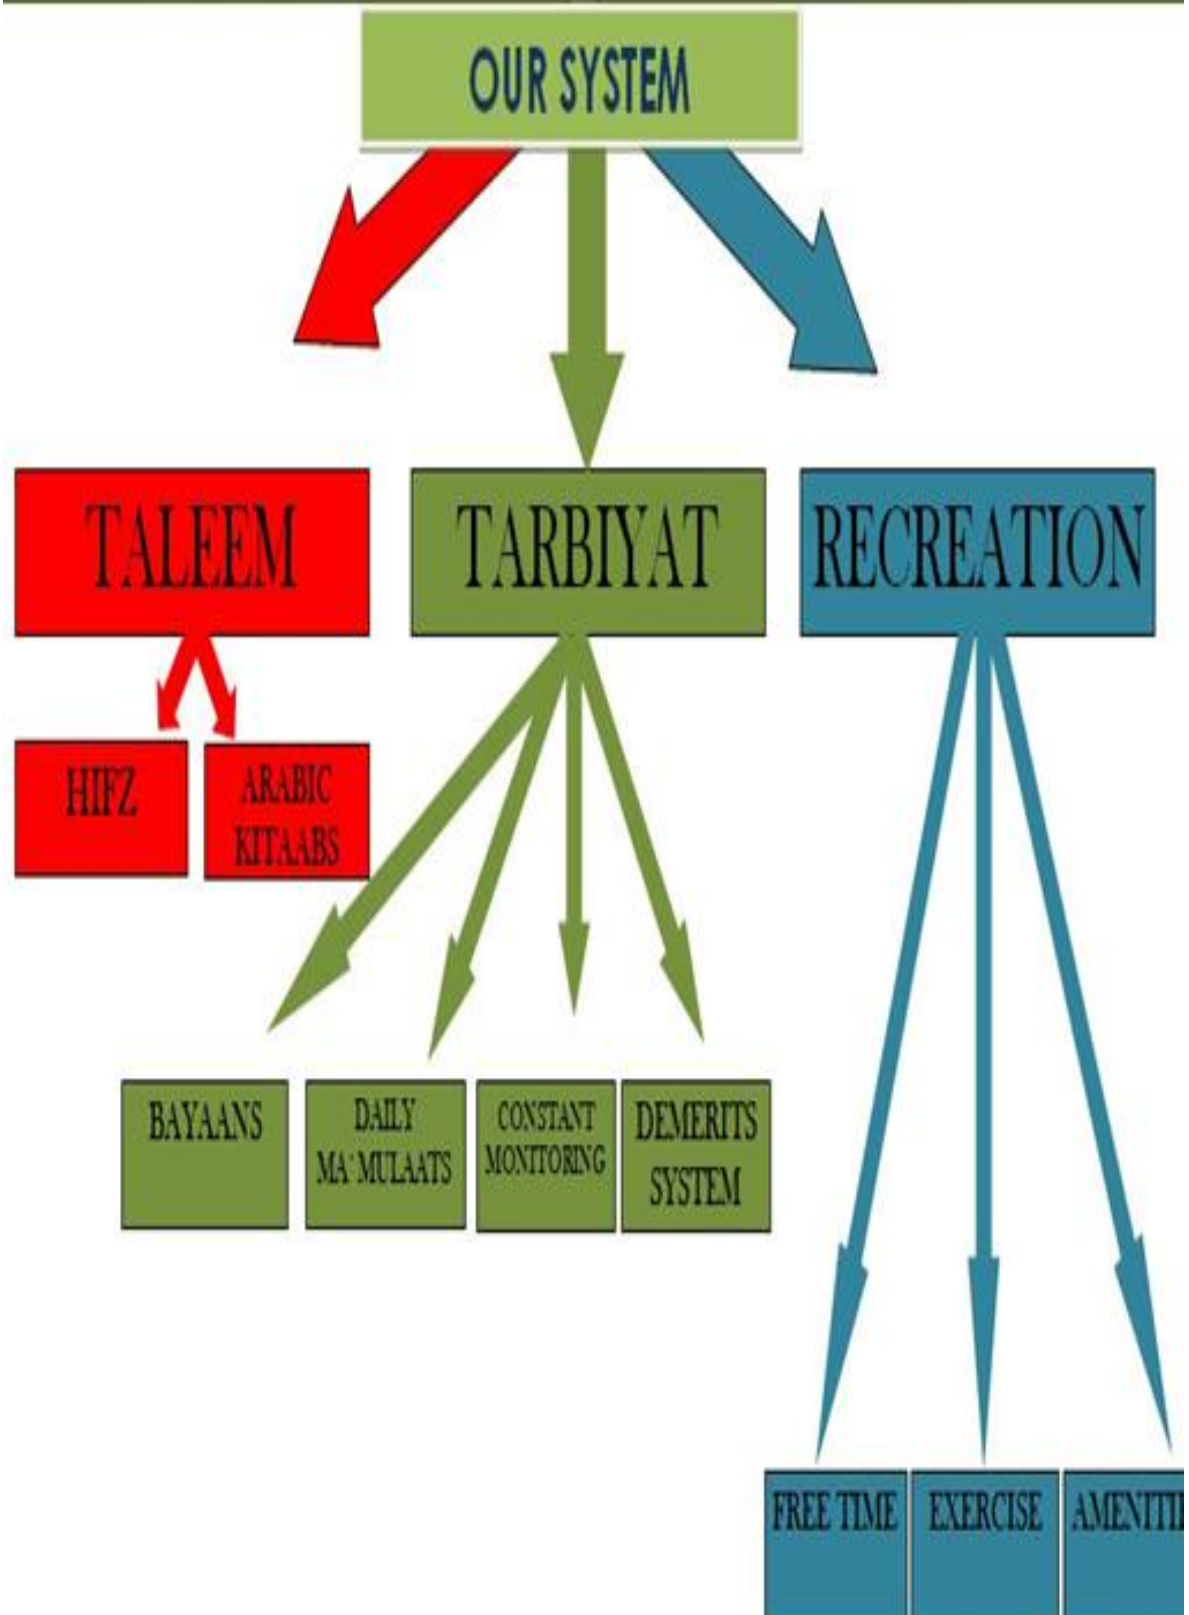 OUR SYSTEM
TALEEM
TARBIYAT
RECREATION
HIFZ
ARABIC
KITAABS
BAYAANS
DAILY
MA`MULAATS
CONSTANT
MONITORING
DEMERITS
SYSTEM
FREE TIME
EXERCISE